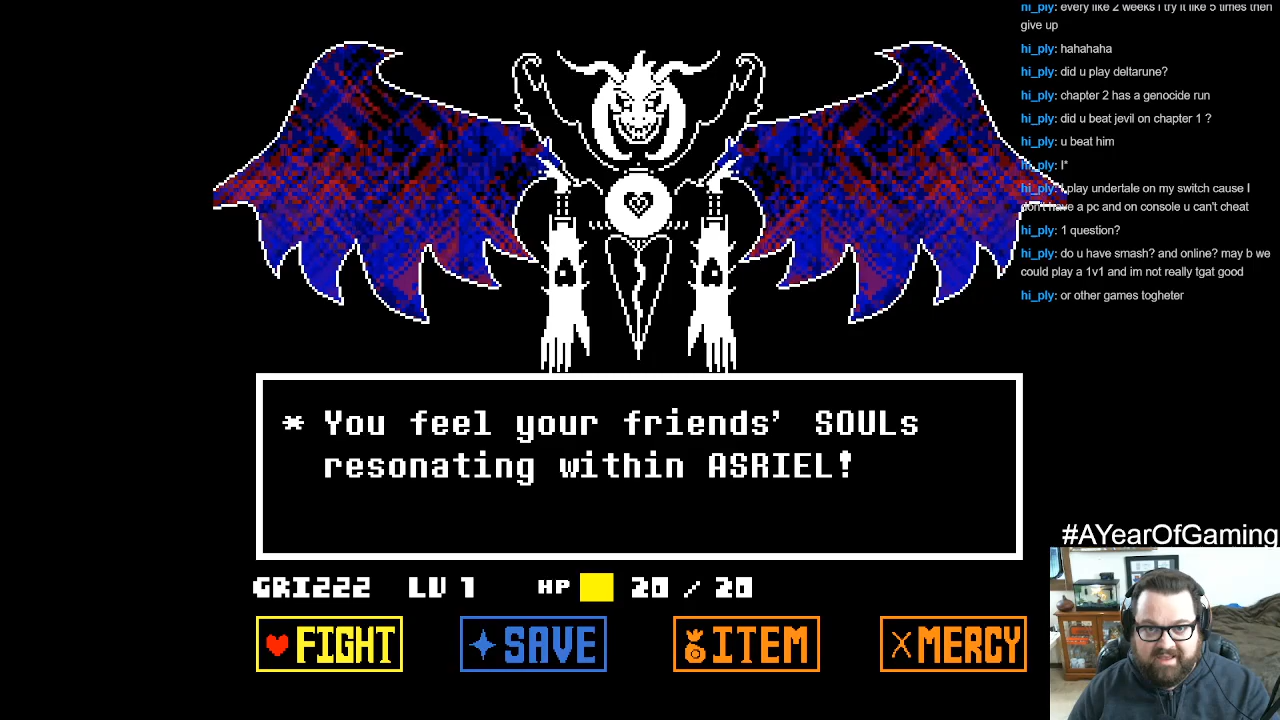 hi_ply: every like 2 weeks i try it like 5 times then
give up
hi_ply: hahahaha
hi_ply: did u play deltarune?
hi_ply: chapter 2 has a genocide run
hi_ply: did u beat jevil on chapter 1 ?
hi_ply: u beat him
hi_ply: I*
hi_ply: I play undertale on my switch cause I
don't have a pc and on console u can't cheat
hi_ply: 1 question?
hi_ply: do u have smash? and online? may b we
could play a 1v1 and im not really tgat good
hi_ply: or other games togheter
* You feel your friends' SOULs
resonating within ASRIEL!
#AYearOfGaming
GRIZZZ LV 1 HP 20 / 20
FIGHT SAVE ITEM MERCY